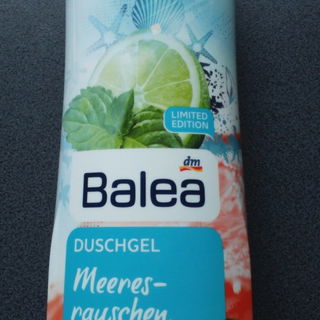 LIMITED
EDITION
dm
Balea
DUSCHGEL
Meeres-
rauschen